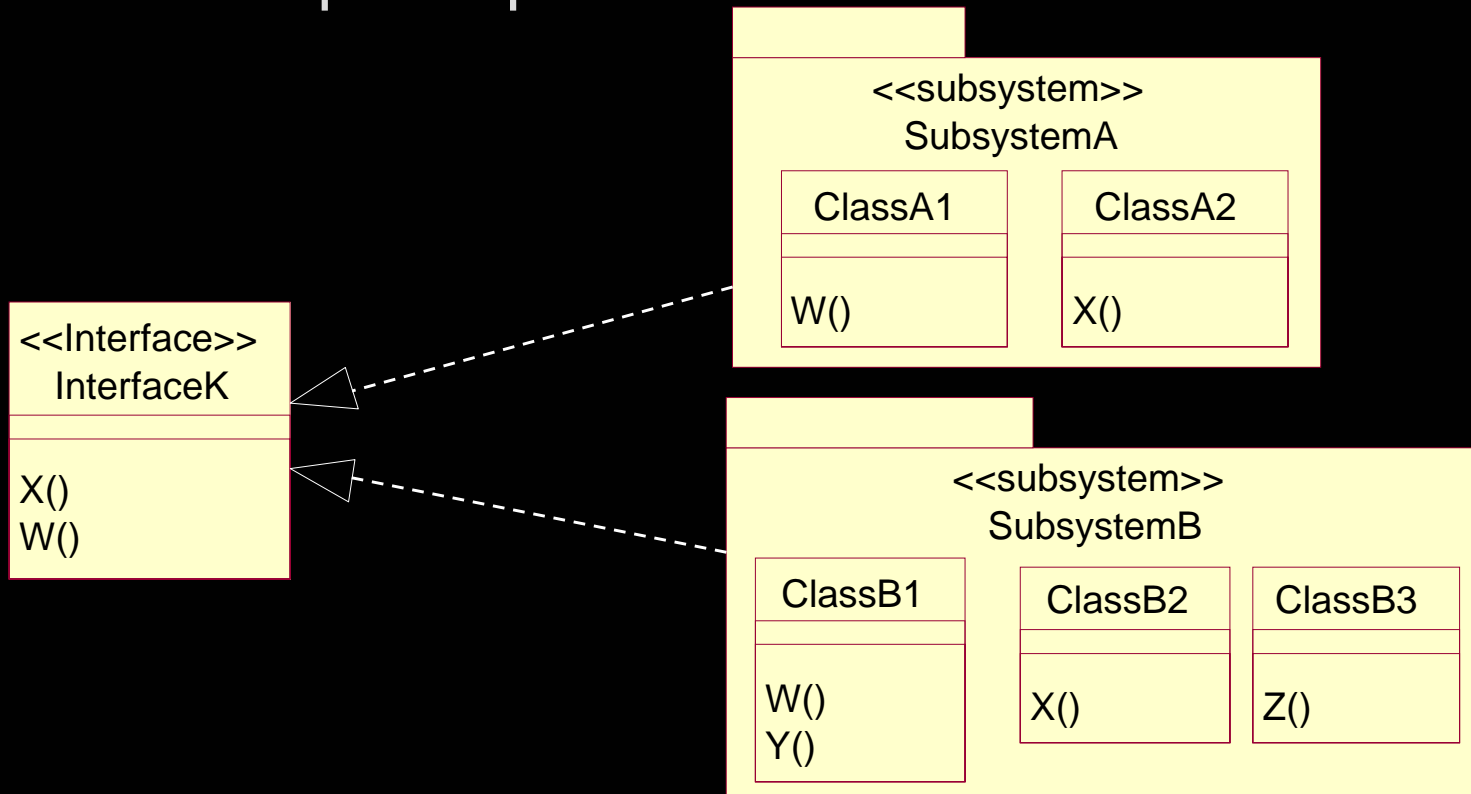 <<subsystem>>
SubsystemA
ClassA1
W()
ClassA2
X()
<<Interface>>
InterfaceK
X()
W()
<<subsystem>>
SubsystemB
ClassB1
W()
Y()
ClassB2
X()
ClassB3
Z()